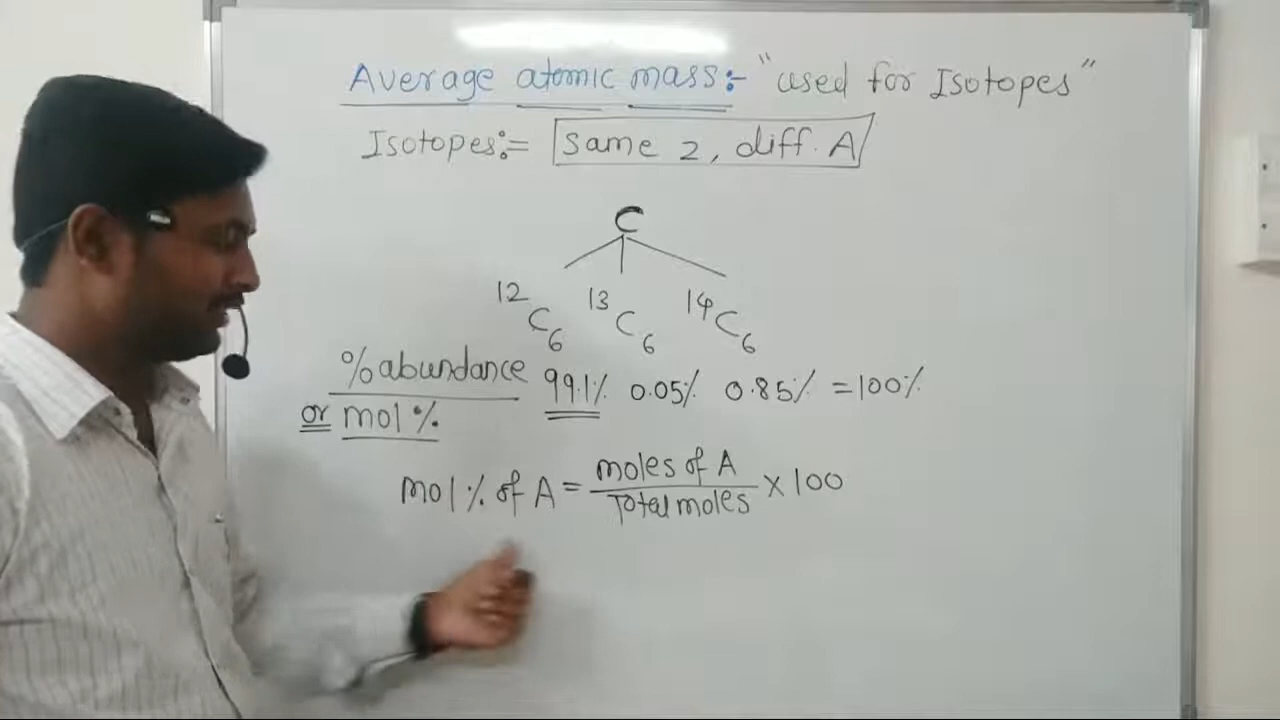 Average atomic mass:- "used for Isotopes"
Isotopes:= same z, diff. A
C
12C6 13C6 14C6
% abundance 99.1% 0.05% 0.85% =100%
or mol %.
mol % of A = moles of A / Total moles X 100